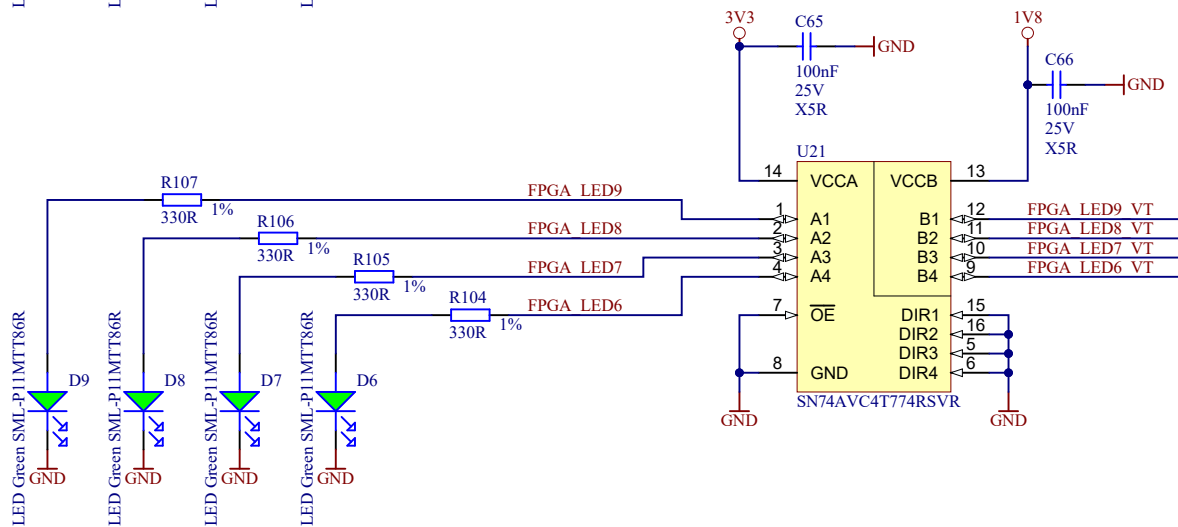 3V3
C65
GND
100nF
25V
X5R
1V8
C66
GND
100nF
25V
X5R
U21
14
VCCA
VCCB
13
R107
330R
1%
FPGA_LED9
1
A1
B1
12
FPGA_LED9_VT
R106
330R
1%
FPGA_LED8
2
A2
B2
11
FPGA_LED8_VT
R105
330R
1%
FPGA_LED7
3
A3
B3
10
FPGA_LED7_VT
R104
330R
1%
FPGA_LED6
4
A4
B4
9
FPGA_LED6_VT
7
OE
DIR1
15
DIR2
16
DIR3
5
8
GND
DIR4
6
SN74AVC4T774RSVR
GND
GND
LED Green SML-P11MTT86R
D9
GND
LED Green SML-P11MTT86R
D8
GND
LED Green SML-P11MTT86R
D7
GND
LED Green SML-P11MTT86R
D6
GND